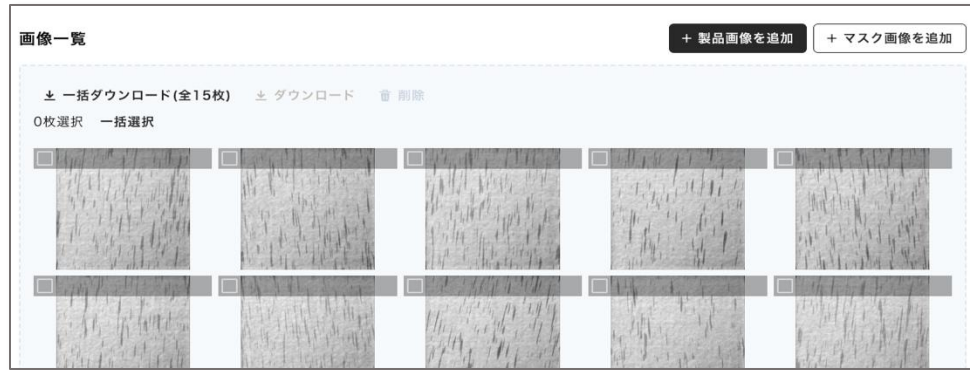 画像一覧
+ 製品画像を追加
+ マスク画像を追加
一括ダウンロード(全15枚)
ダウンロード
削除
0枚選択
一括選択